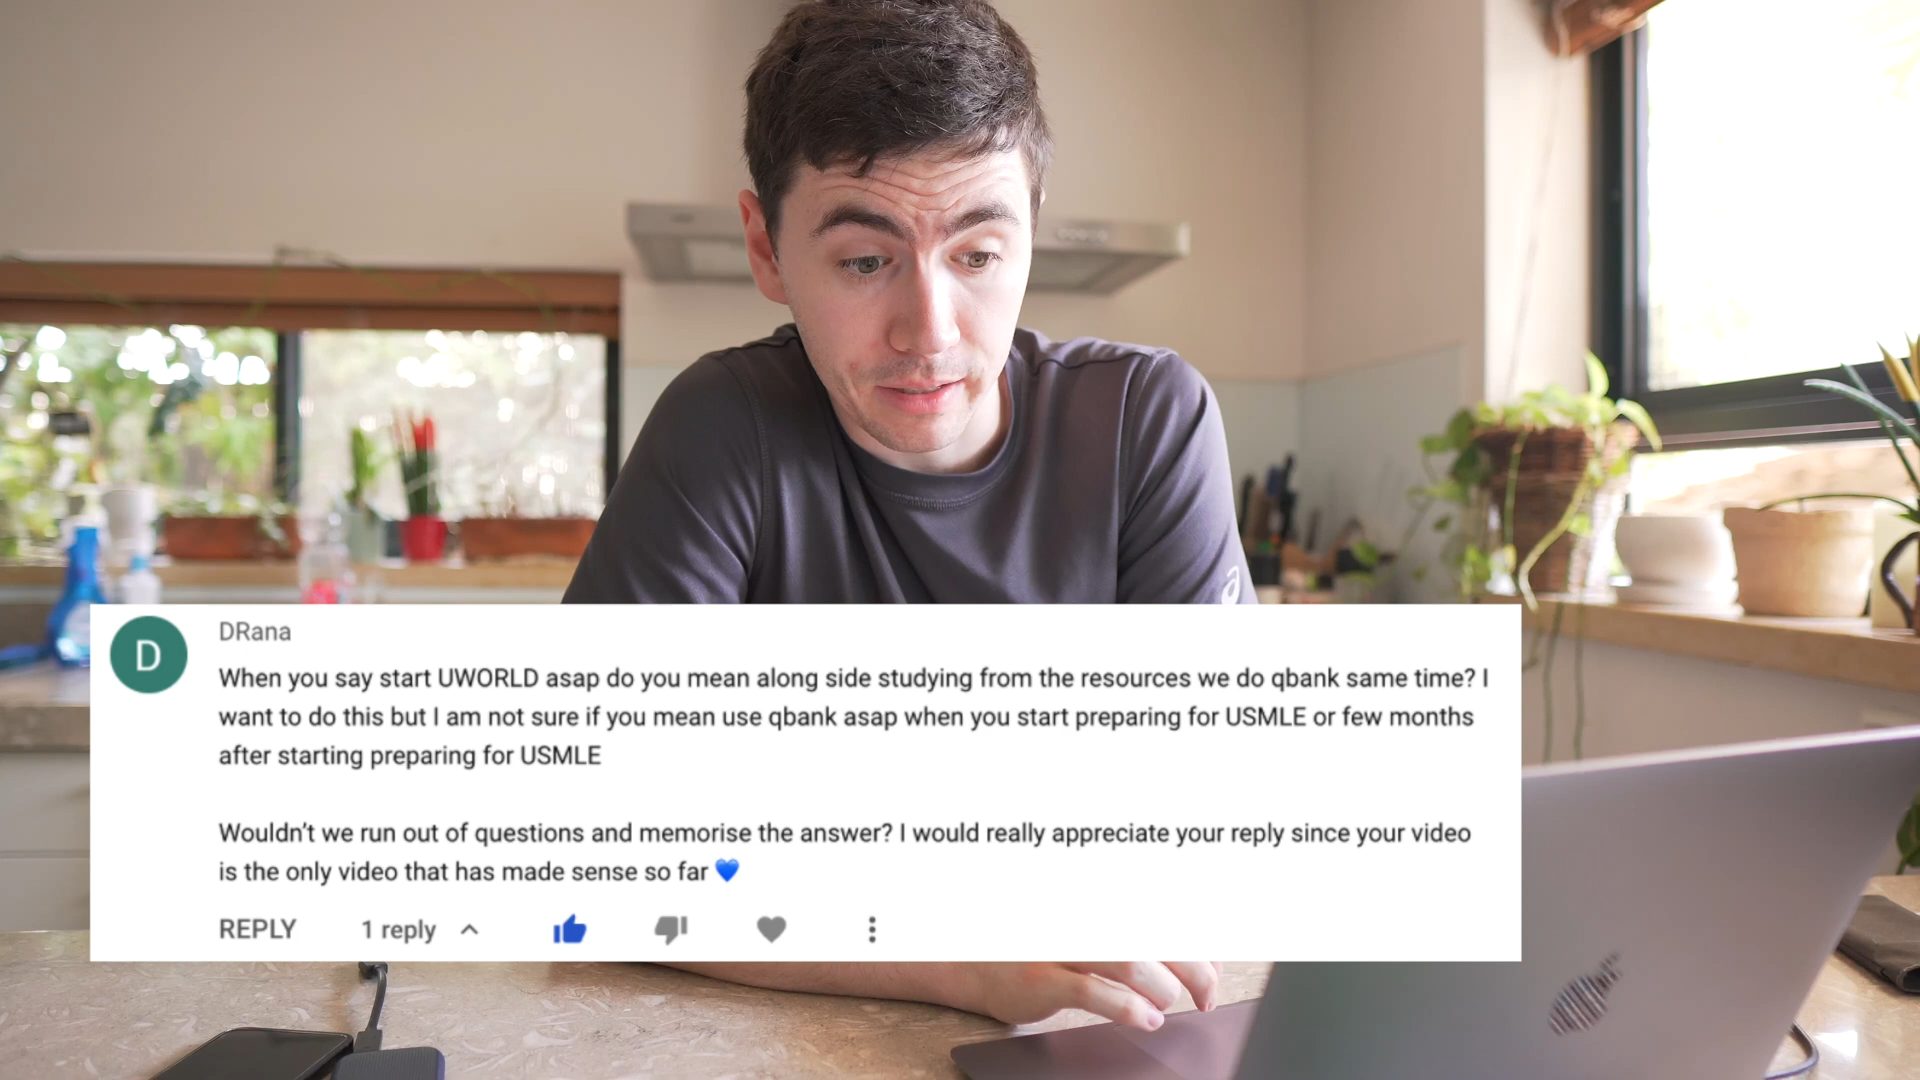 D
DRana
When you say start UWORLD asap do you mean along side studying from the resources we do qbank same time? I
want to do this but I am not sure if you mean use qbank asap when you start preparing for USMLE or few months
after starting preparing for USMLE
Wouldn't we run out of questions and memorise the answer? I would really appreciate your reply since your video
is the only video that has made sense so far 💙
REPLY 1 reply